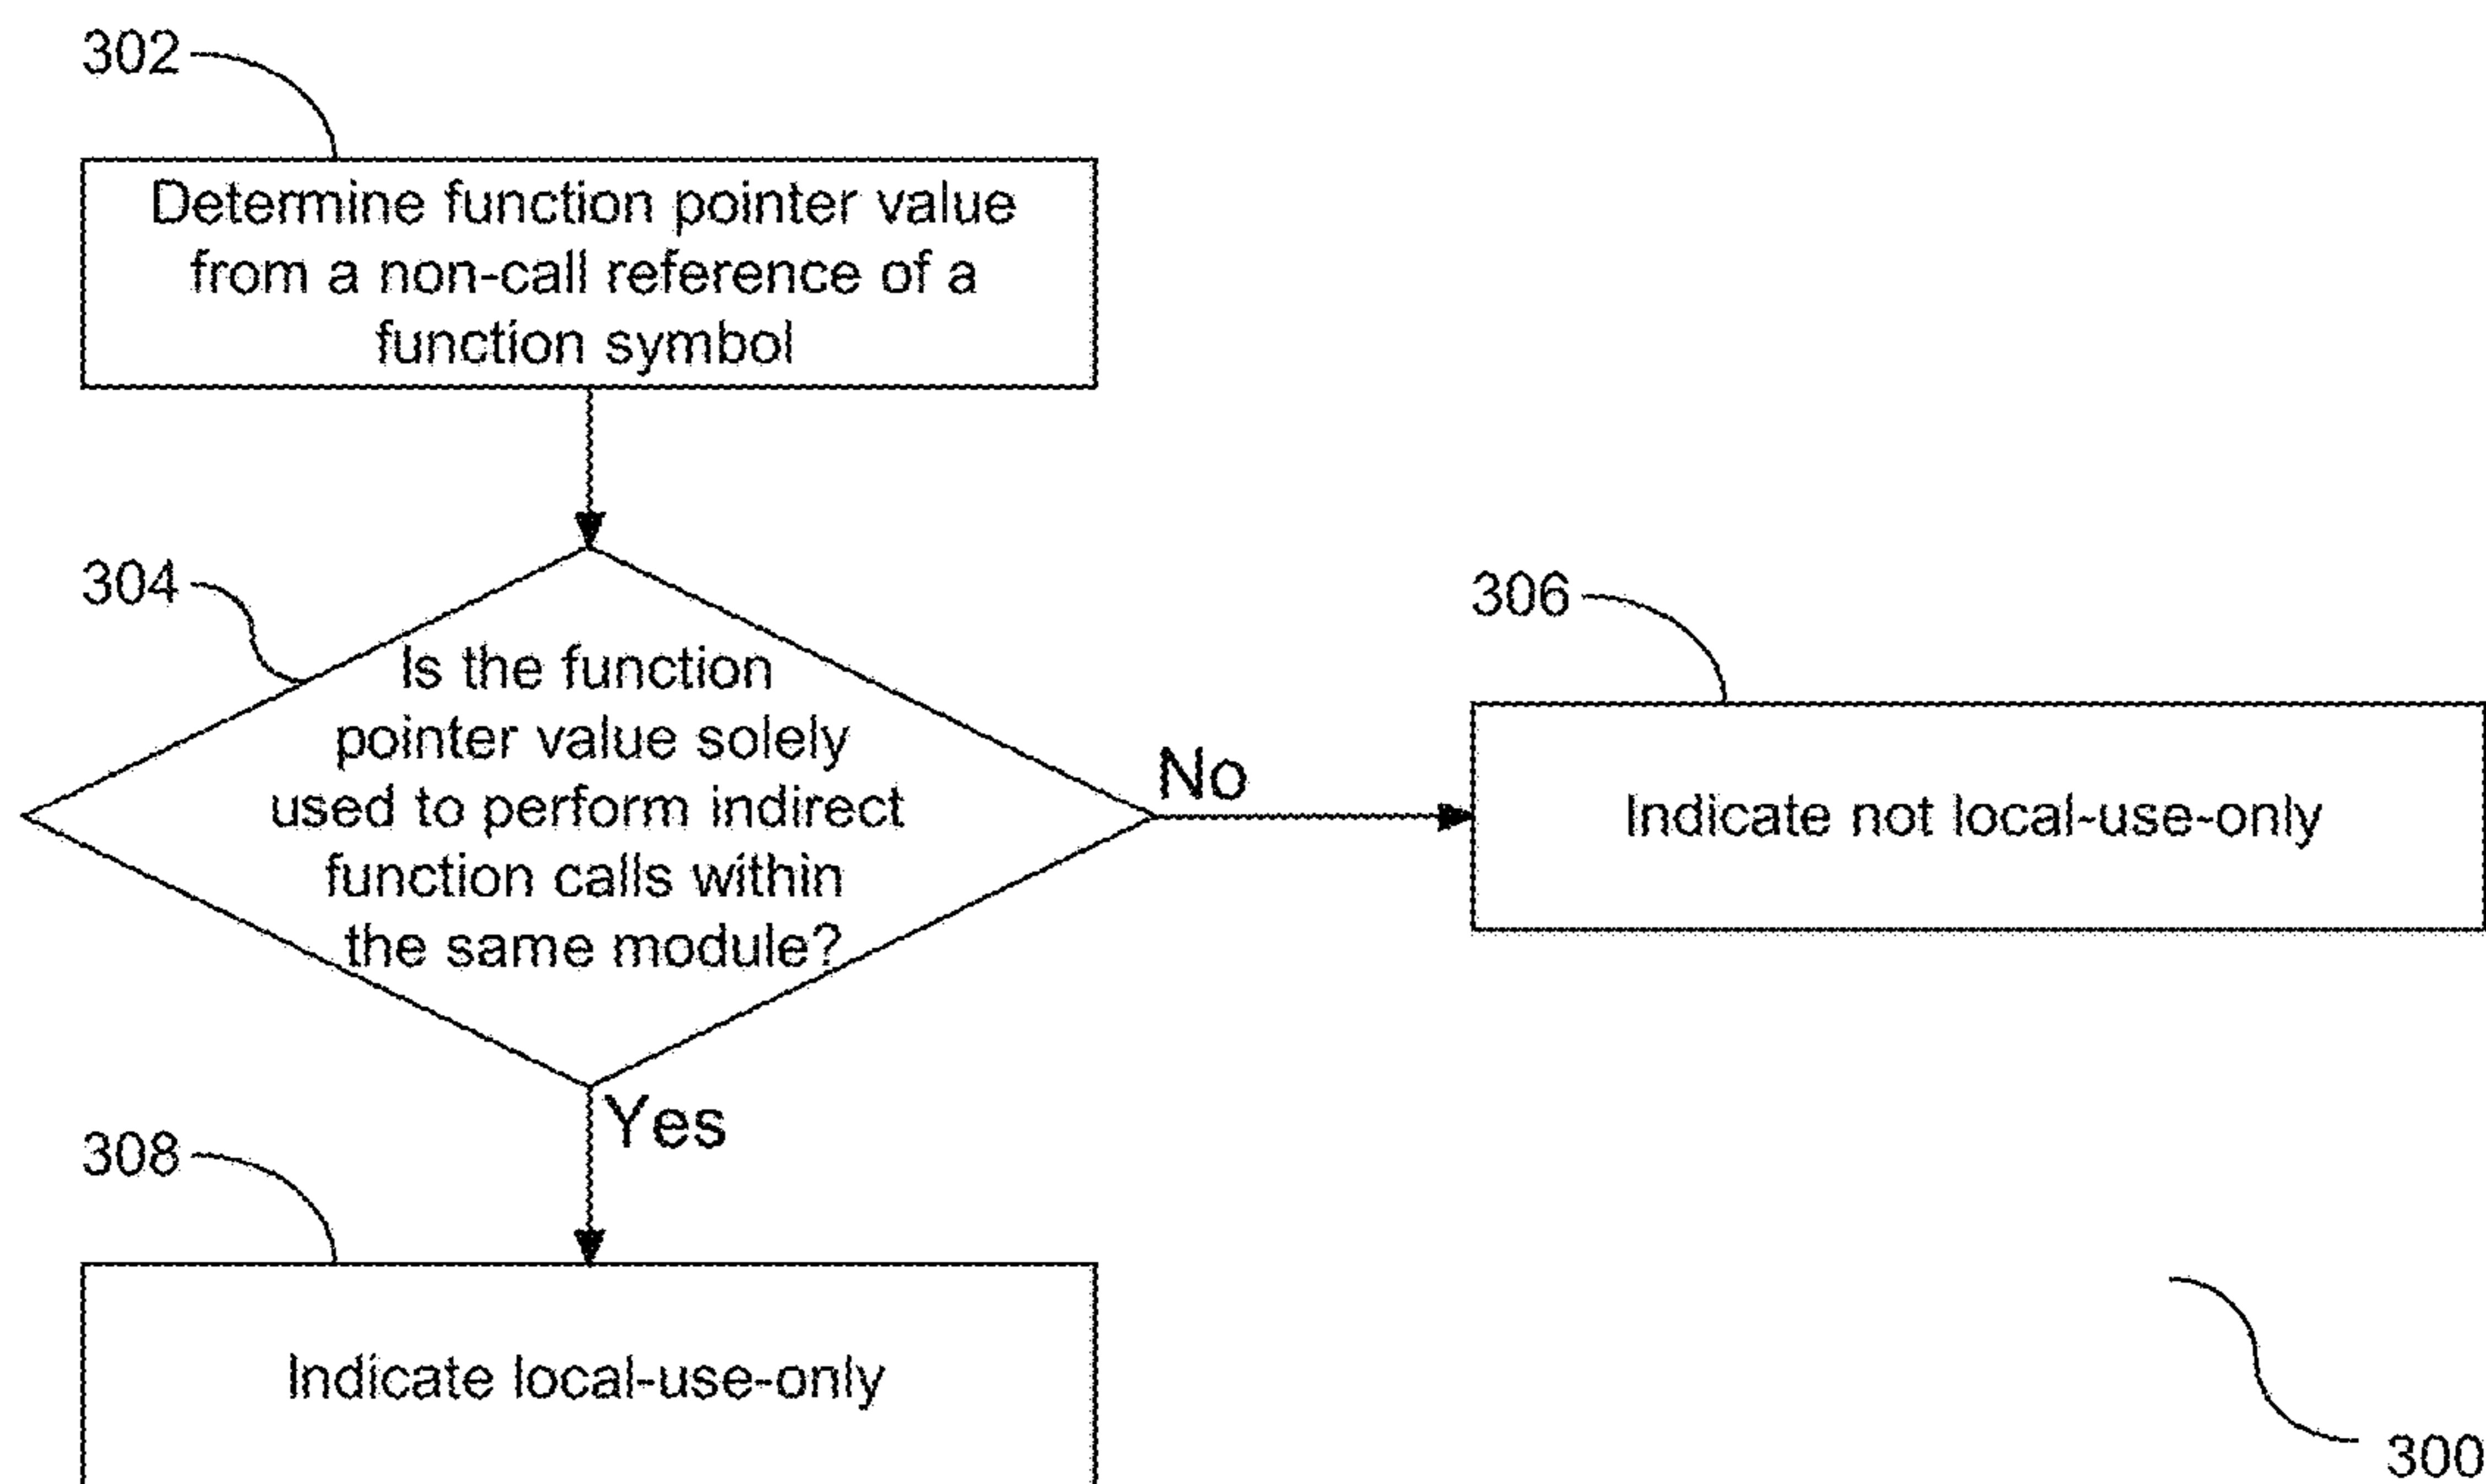 302
Determine function pointer value
from a non-call reference of a
function symbol
304
Is the function
pointer value solely
used to perform indirect
function calls within
the same module?
No
306
Indicate not local-use-only
Yes
308
Indicate local-use-only
300